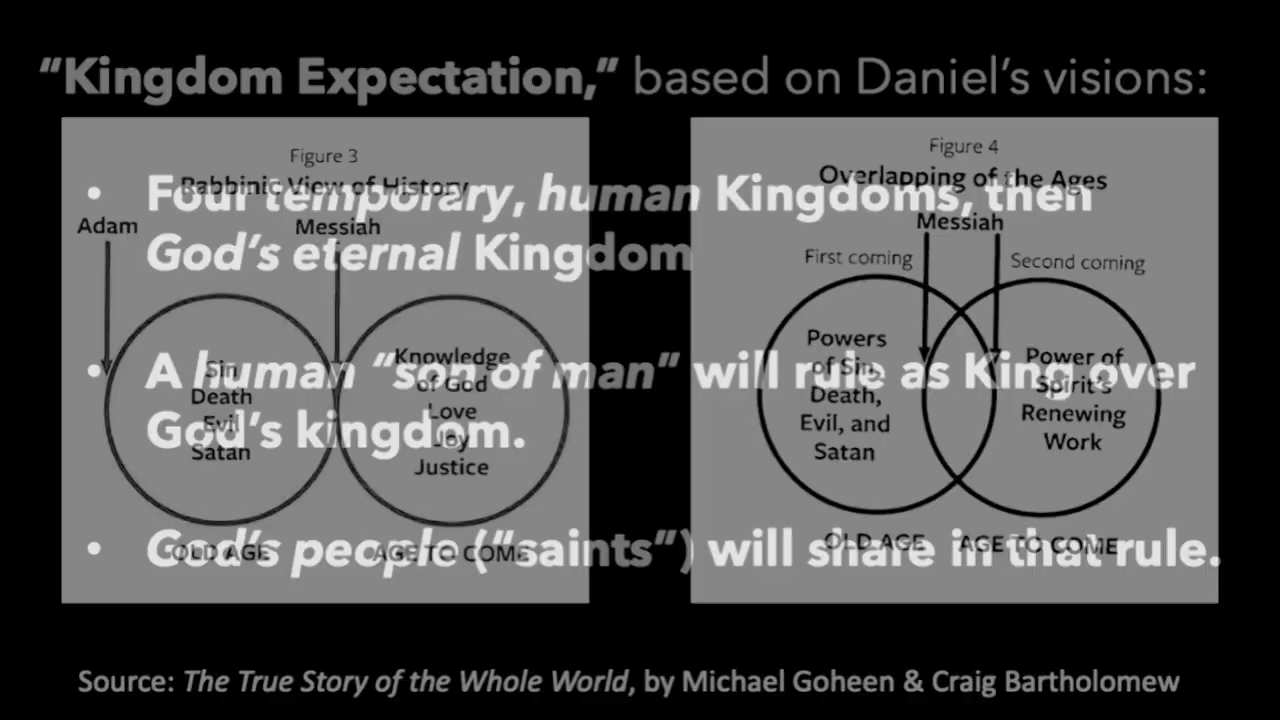 “Kingdom Expectation,” based on Daniel’s visions:
• Four temporary, human Kingdoms, then
God’s eternal Kingdom
• A human “son of man” will rule as King over
God’s kingdom.
• God’s people (“saints”) will share in that rule.
Figure 3
Rabbinic View of History
Adam
Messiah
Sin
Death
Evil
Satan
Knowledge
of God
Love
Joy
Justice
OLD AGE
AGE TO COME
Figure 4
Overlapping of the Ages
Messiah
First coming
Second coming
Powers
of Sin,
Death,
Evil, and
Satan
Power of
Spirit’s
Renewing
Work
OLD AGE
AGE TO COME
Source: The True Story of the Whole World, by Michael Goheen & Craig Bartholomew